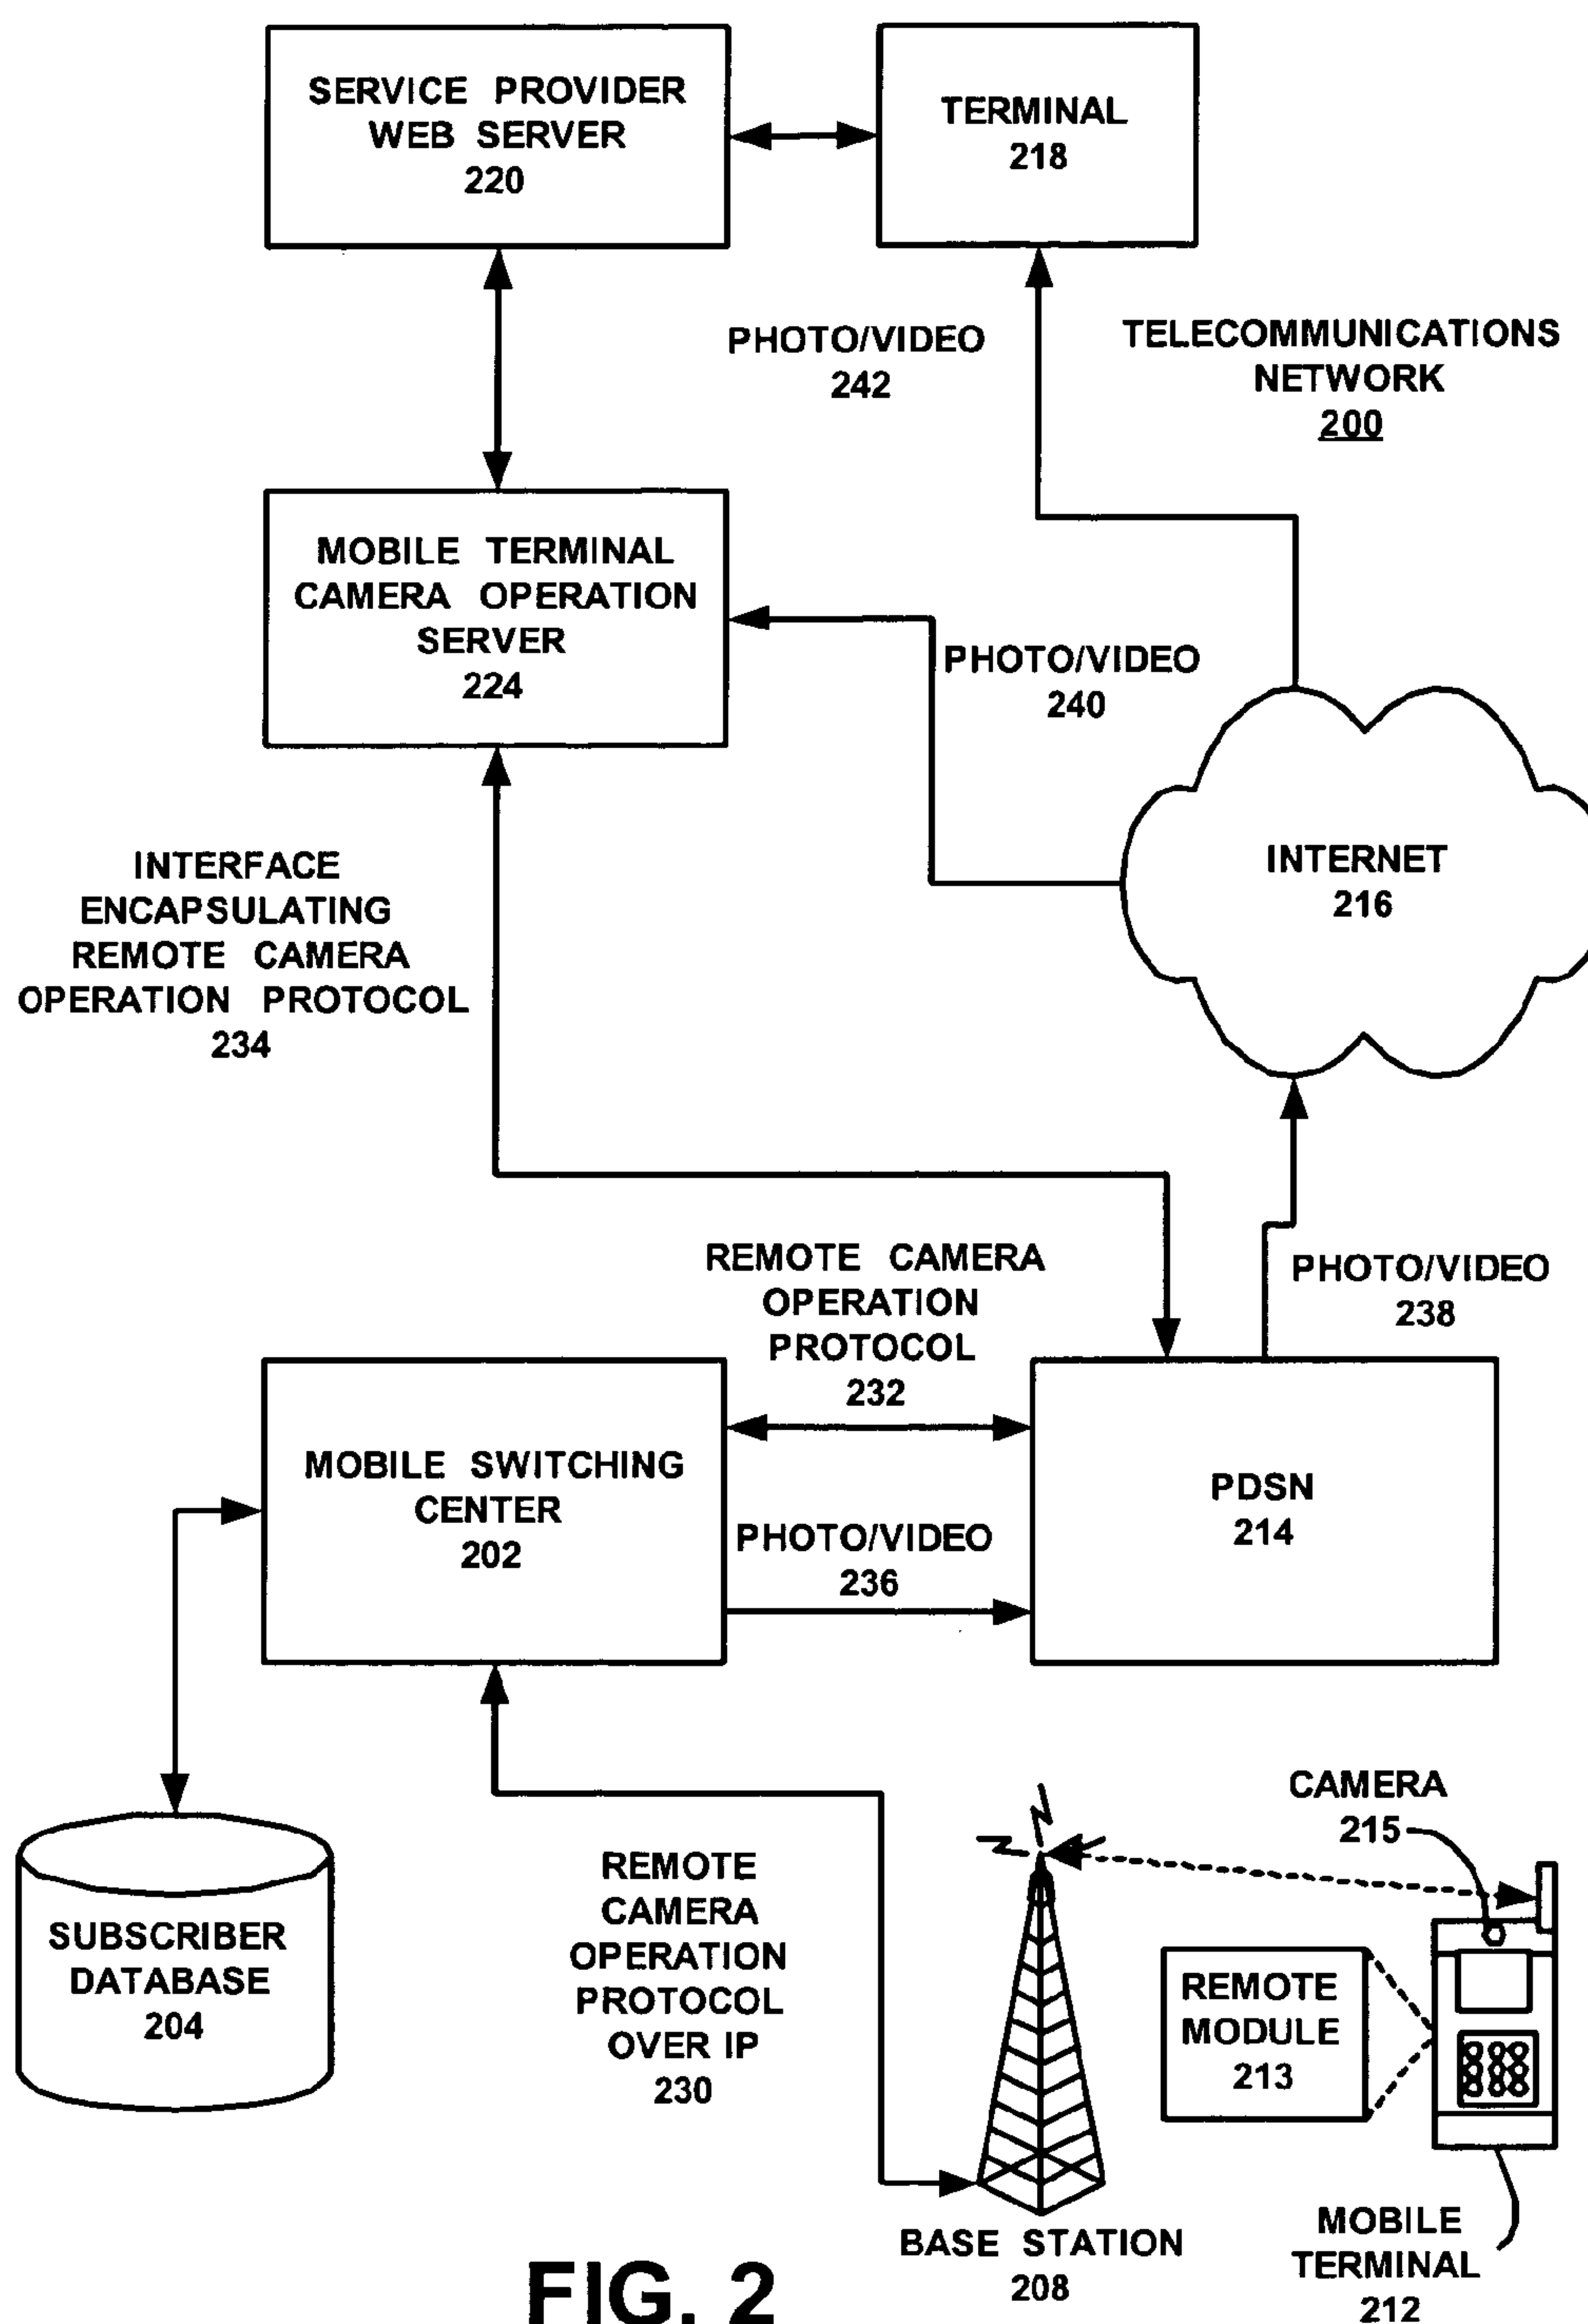 SERVICE PROVIDER
WEB SERVER
220
TERMINAL
218
PHOTO/VIDEO
242
TELECOMMUNICATIONS
NETWORK
200
MOBILE TERMINAL
CAMERA OPERATION
SERVER
224
PHOTO/VIDEO
240
INTERNET
216
INTERFACE
ENCAPSULATING
REMOTE CAMERA
OPERATION PROTOCOL
234
REMOTE CAMERA
OPERATION
PROTOCOL
232
PHOTO/VIDEO
238
MOBILE SWITCHING
CENTER
202
PHOTO/VIDEO
236
PDSN
214
SUBSCRIBER
DATABASE
204
REMOTE
CAMERA
OPERATION
PROTOCOL
OVER IP
230
CAMERA
215
REMOTE
MODULE
213
BASE STATION
208
MOBILE
TERMINAL
212
FIG. 2